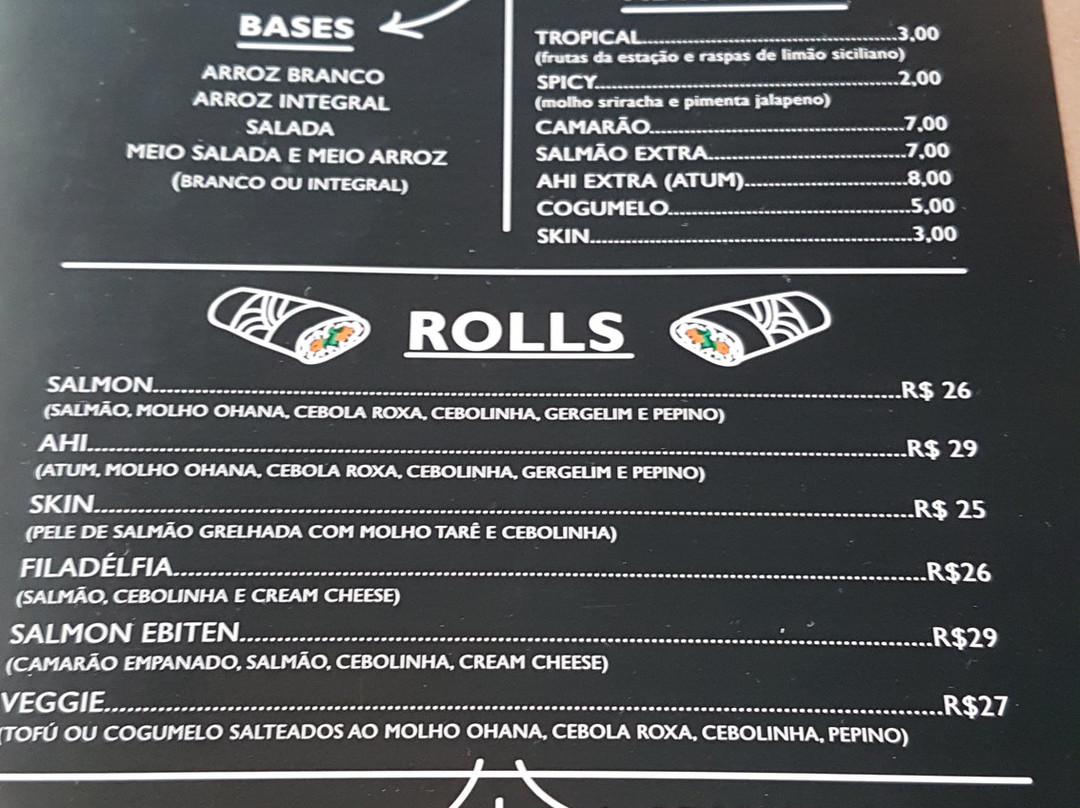 BASES
ARROZ BRANCO
ARROZ INTEGRAL
SALADA
MEIO SALADA E MEIO ARROZ
(BRANCO OU INTEGRAL)
TROPICAL............3,00
(frutas da estação e raspas de limão siciliano)
SPICY............2,00
(molho sriracha e pimenta jalapeno)
CAMARÃO............7,00
SALMÃO EXTRA............7,00
AHI EXTRA (ATUM)............8,00
COGUMELO............5,00
SKIN............3,00
ROLLS
SALMON............R$ 26
(SALMÃO, MOLHO OHANA, CEBOLA ROXA, CEBOLINHA, GERGELIM E PEPINO)
AHI............R$ 29
(ATUM, MOLHO OHANA, CEBOLA ROXA, CEBOLINHA, GERGELIM E PEPINO)
SKIN............R$ 25
(PELE DE SALMÃO GRELHADA COM MOLHO TARÊ E CEBOLINHA)
FILADÉLFIA............R$26
(SALMÃO, CEBOLINHA E CREAM CHEESE)
SALMON EBITEN............R$29
(CAMARÃO EMPANADO, SALMÃO, CEBOLINHA, CREAM CHEESE)
VEGGIE............R$27
(TOFÚ OU COGUMELO SALTEADOS AO MOLHO OHANA, CEBOLA ROXA, CEBOLINHA, PEPINO)